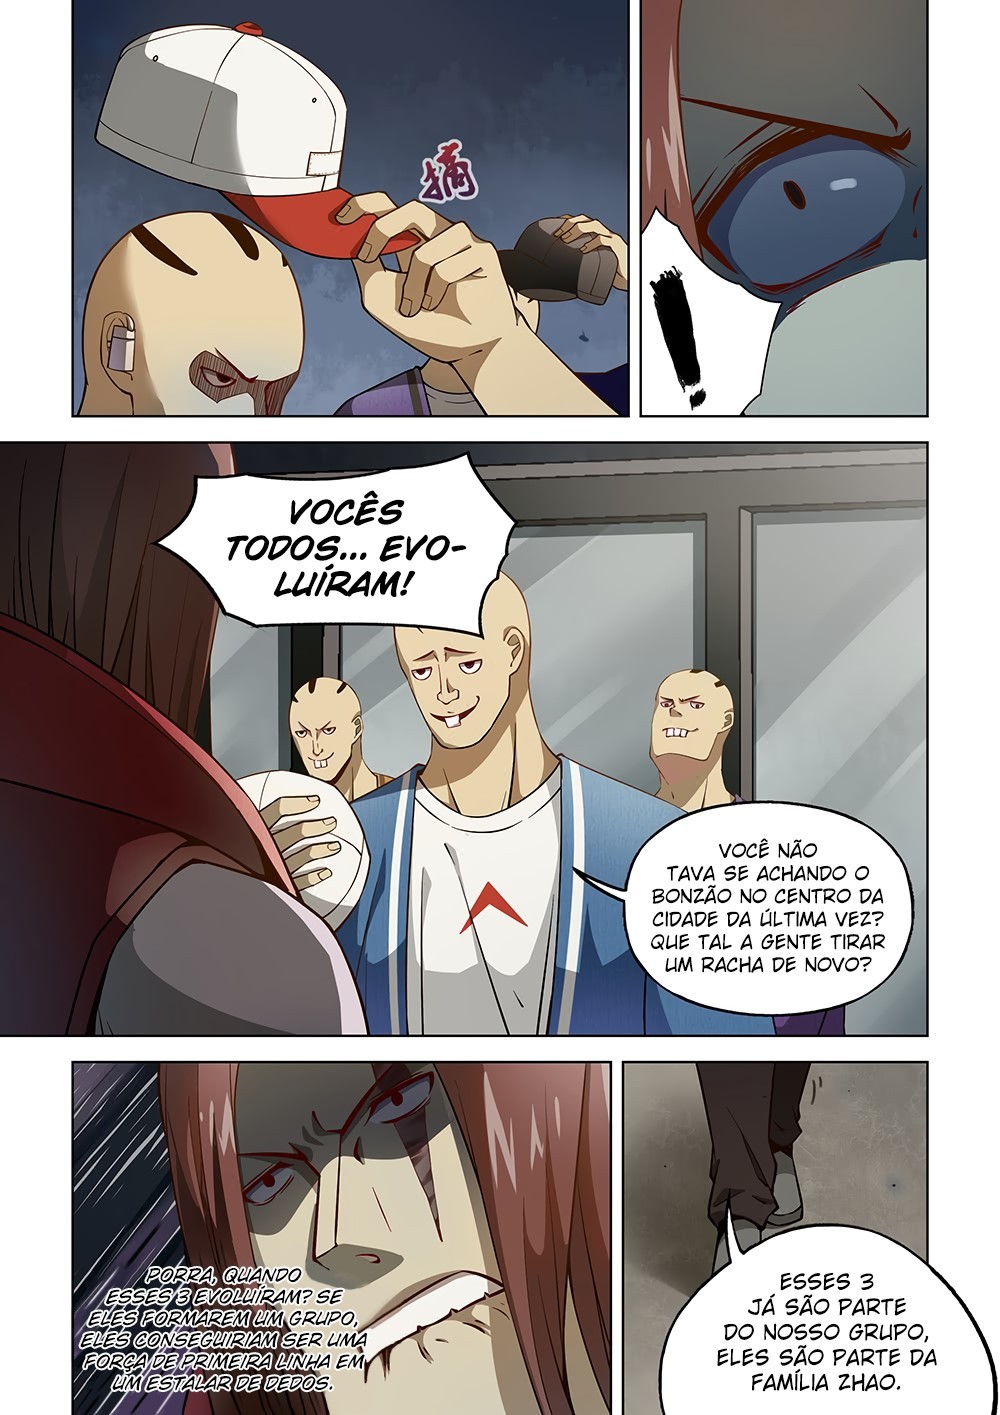 摘
!
VOCÊS
TODOS... EVO-
LUÍRAM!
VOCÊ NÃO
TAVA SE ACHANDO O
BONZÃO NO CENTRO DA
CIDADE DA ÚLTIMA VEZ?
QUE TAL A GENTE TIRAR
UM RACHA DE NOVO?
PORRA, QUANDO
ESSES 3 EVOLUÍRAM? SE
ELES FORMAREM UM GRUPO,
ELES CONSEGUIRIAM SER UMA
FORÇA DE PRIMEIRA LINHA EM
UM ESTALAR DE DEDOS.
ESSES 3
JÁ SÃO PARTE
DO NOSSO GRUPO,
ELES SÃO PARTE DA
FAMÍLIA ZHAO.